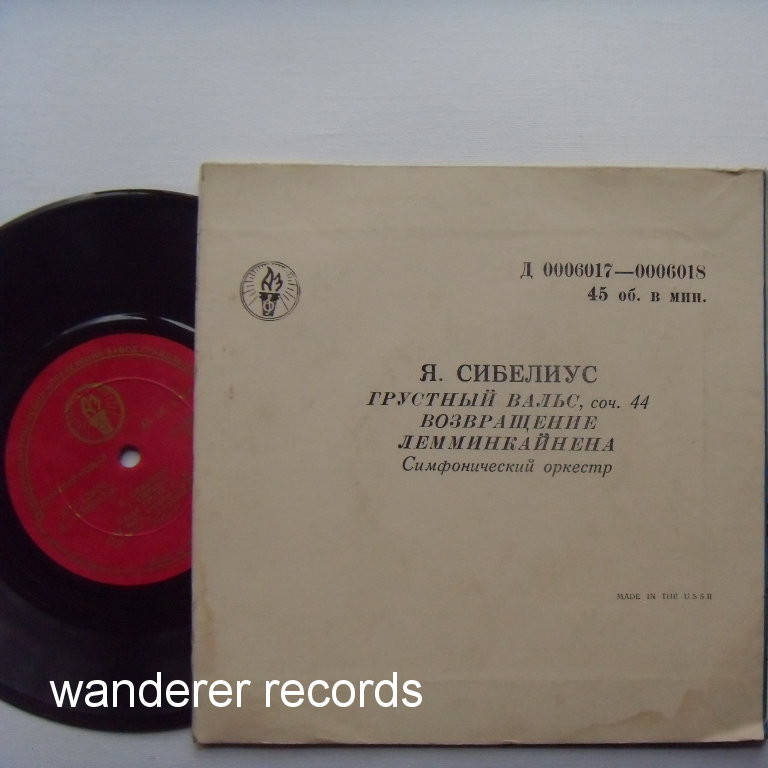 Д 0006017—0006018
45 об. в мин.
Я. СИБЕЛИУС
ГРУСТНЫЙ ВАЛЬС, соч. 44
ВОЗВРАЩЕНИЕ
ЛЕММИНКАЙНЕНА
Симфонический оркестр
MADE IN THE U.S.S.R
wanderer records